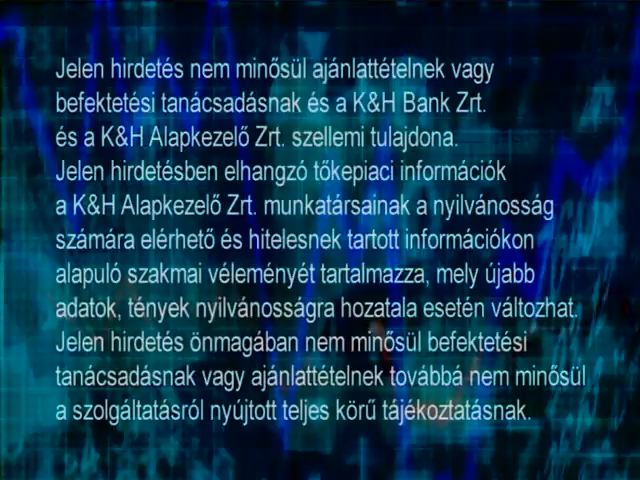 Jelen hirdetés nem minősül ajánlattételnek vagy
befektetési tanácsadásnak és a K&H Bank Zrt.
és a K&H Alapkezelő Zrt. szellemi tulajdona.
Jelen hirdetésben elhangzó tőkepiaci információk
a K&H Alapkezelő Zrt. munkatársainak a nyilvánosság
számára elérhető és hitelesnek tartott információkon
alapuló szakmai véleményét tartalmazza, mely újabb
adatok, tények nyilvánosságra hozatala esetén változhat.
Jelen hirdetés önmagában nem minősül befektetési
tanácsadásnak vagy ajánlattételnek továbbá nem minősül
a szolgáltatásról nyújtott teljes körű tájékoztatásnak.